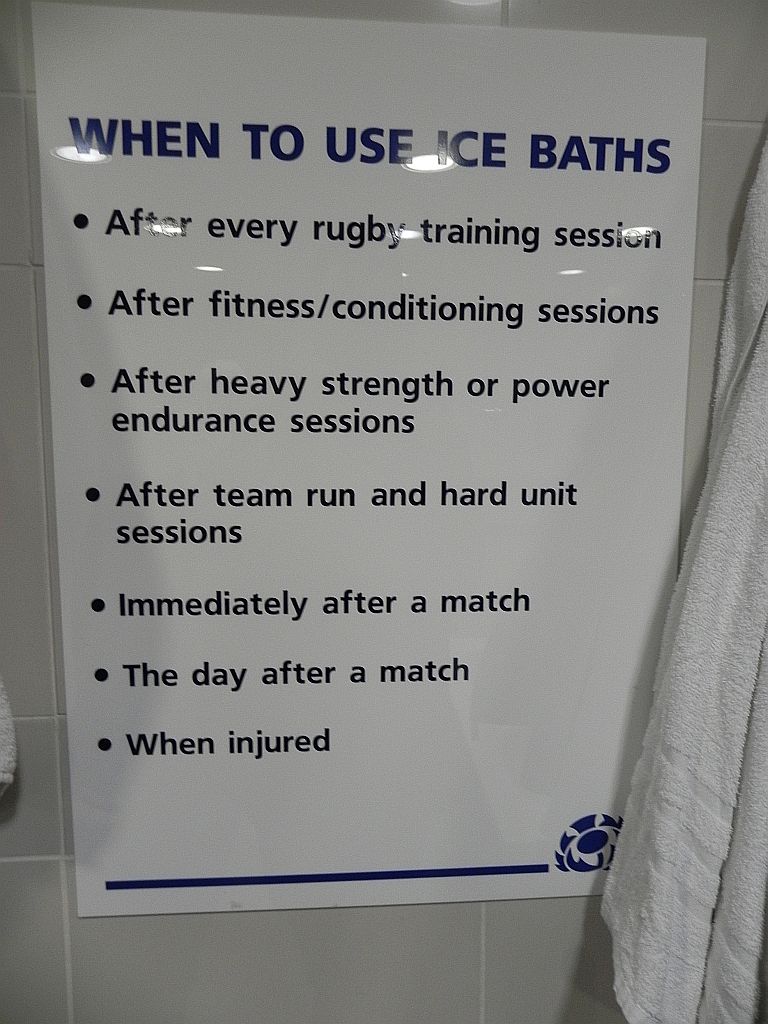 WHEN TO USE ICE BATHS
• After every rugby training session
• After fitness/conditioning sessions
• After heavy strength or power
endurance sessions
• After team run and hard unit
sessions
• Immediately after a match
• The day after a match
• When injured